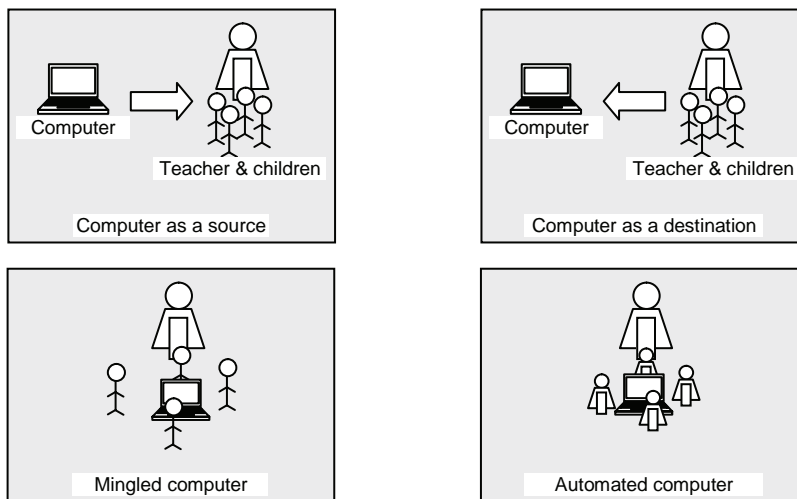 Computer
Teacher & children
Computer as a source
Computer
Teacher & children
Computer as a destination
Mingled computer
Automated computer